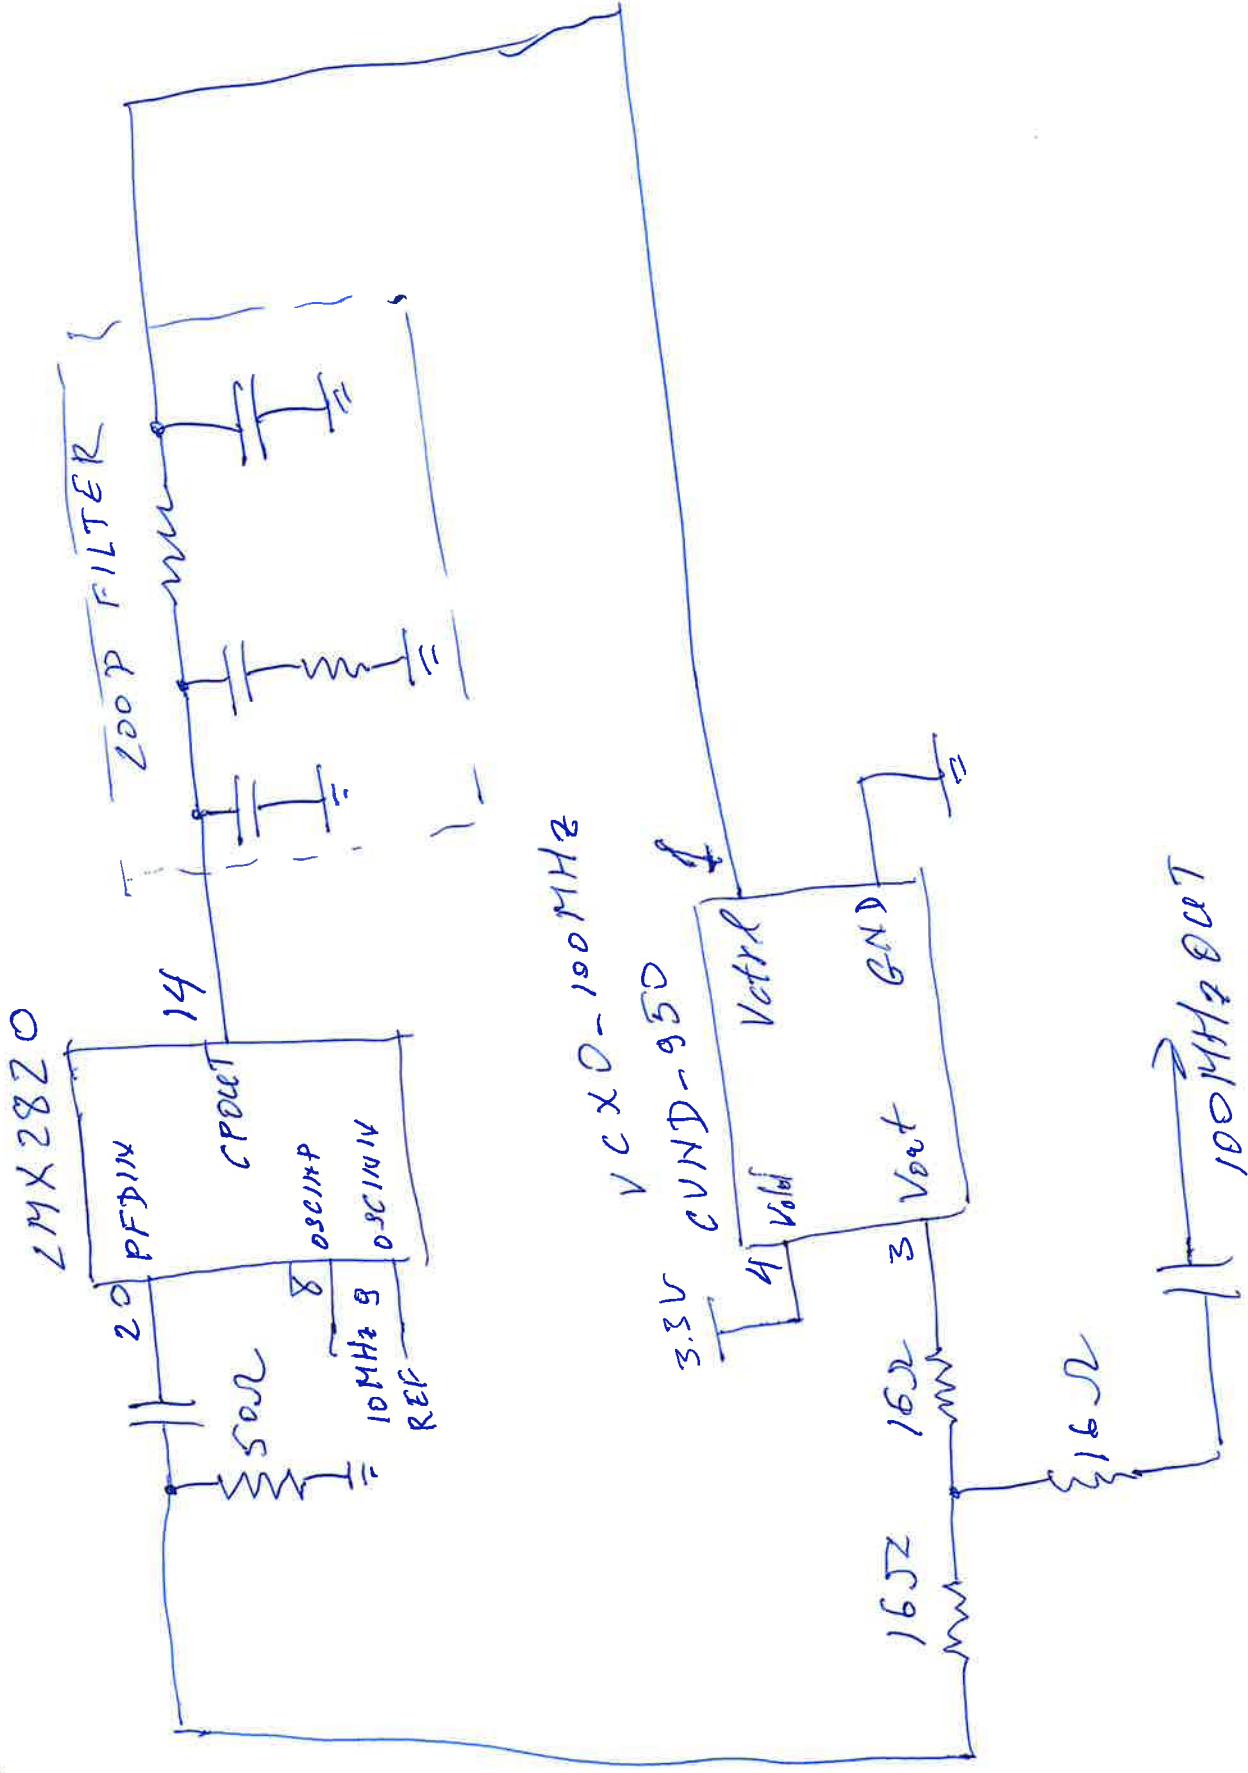 LMX2820
20
PFDIN
CPOUT
14
8
OSCINP
OSCINN
10MHz 9
REF
50Ω
LOOP FILTER
VCXO-100MHz
CVND-950
3.3V
4
Vdd
Vctrl
1
GND
Vout
3
16Ω
16Ω
16Ω
100MHz OUT